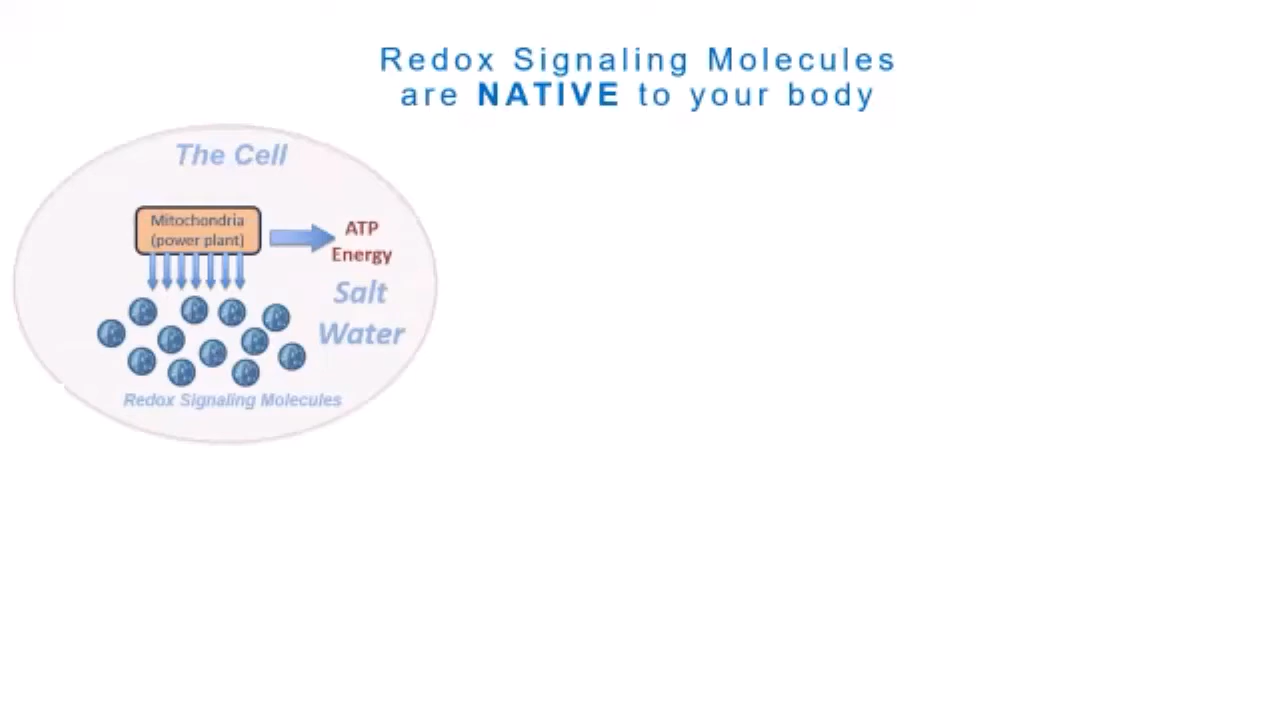 Redox Signaling Molecules
are NATIVE to your body
The Cell
Mitochondria
(power plant)
ATP
Energy
Salt
Water
Redox Signaling Molecules